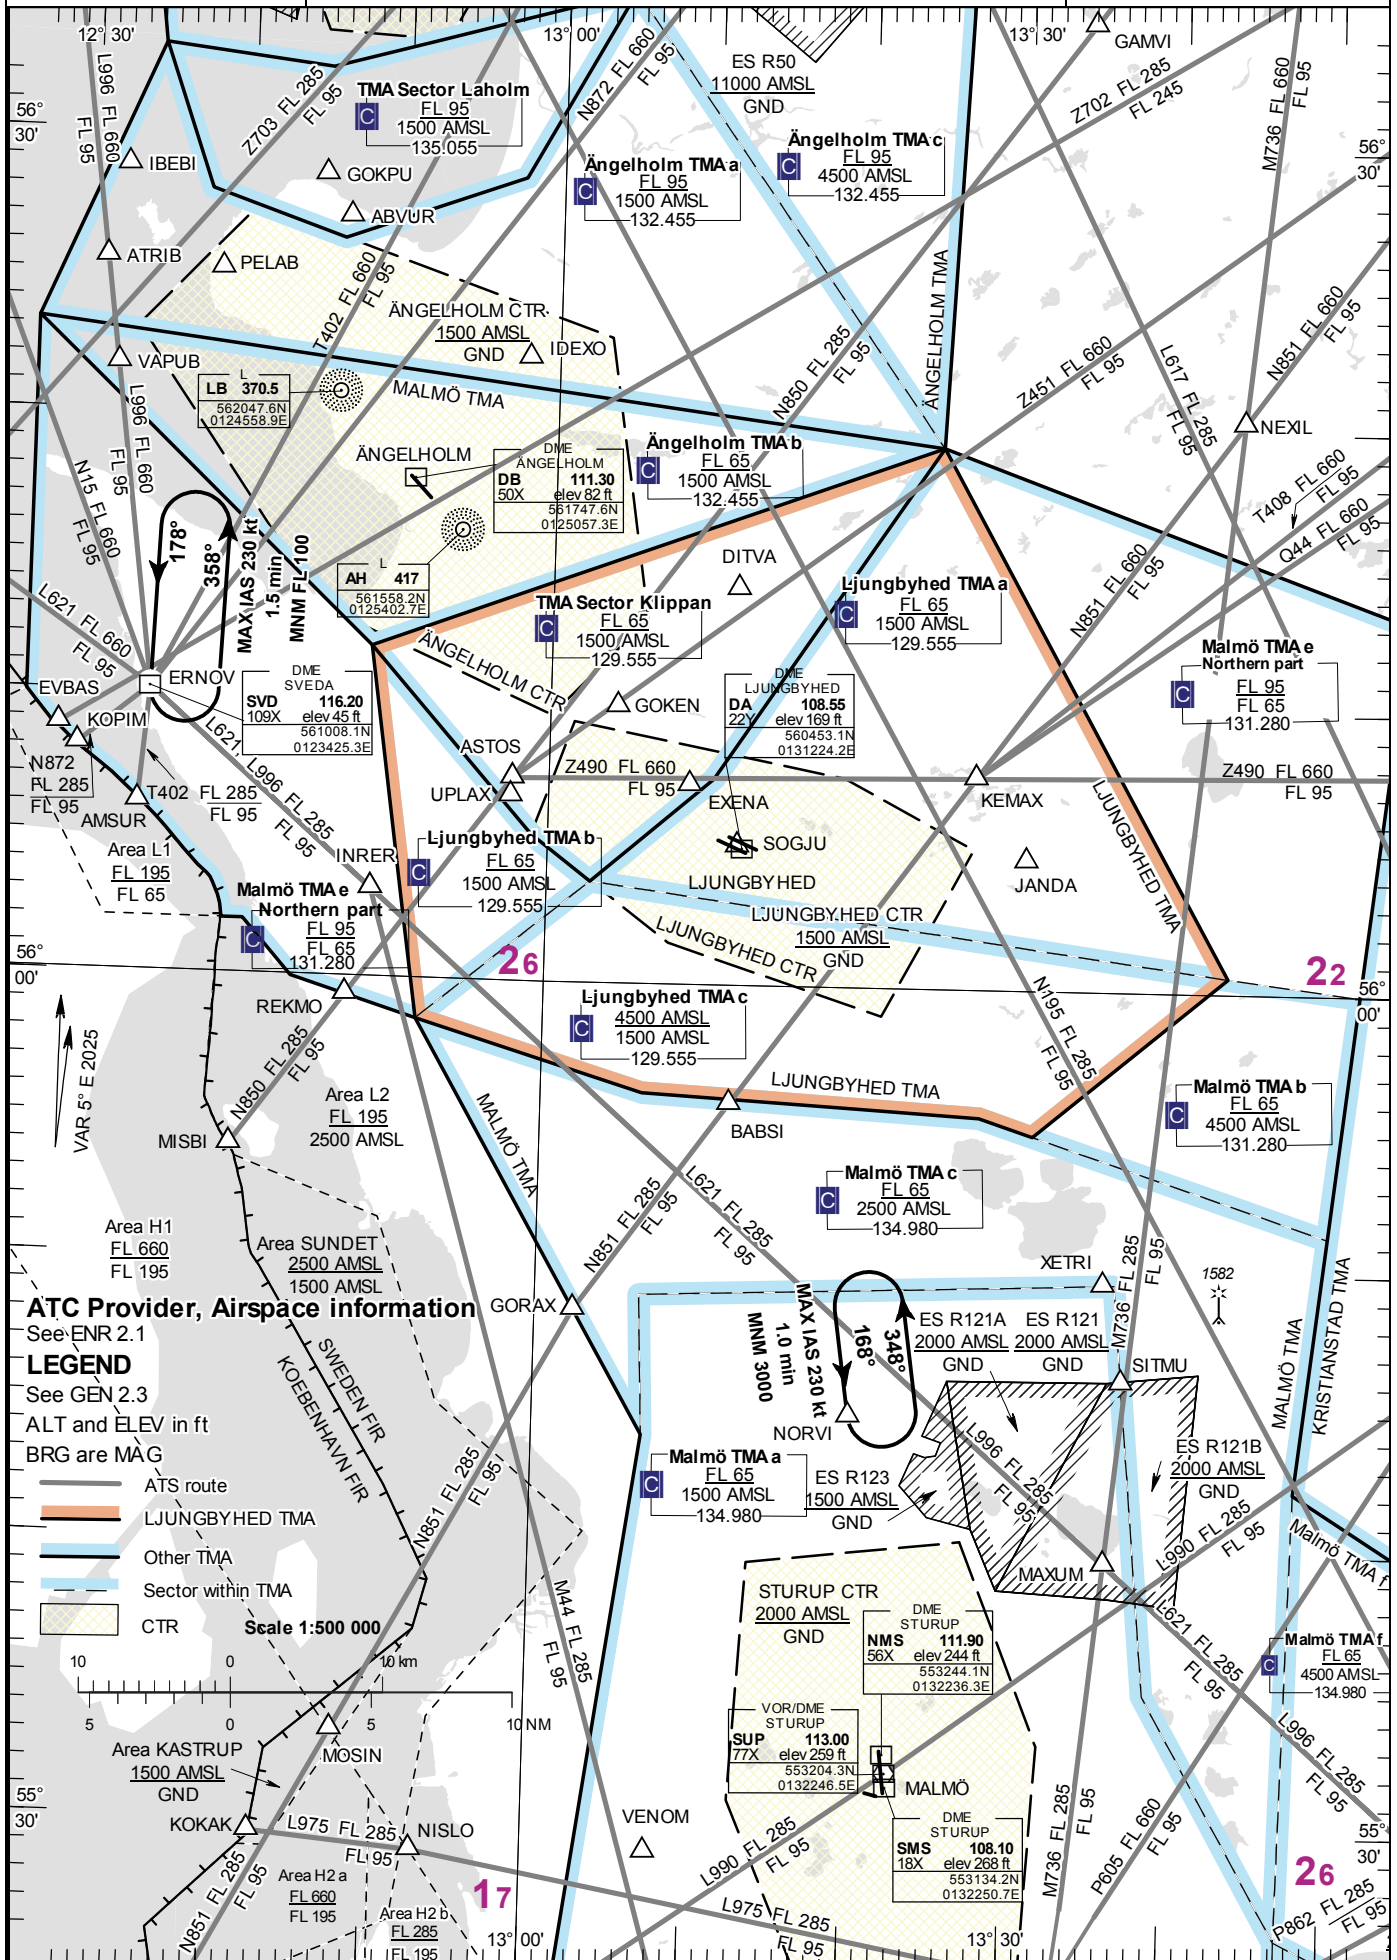 12° 30'
13° 00'
13° 30'
GAMVI
L996 FL 660
FL 95
Z703 FL 285
FL 95
N872 FL 660
FL 95
ES R50
11000 AMSL
GND
Z702 FL 285
FL 245
M736 FL 660
FL 95
56°
30'
TMA Sector Laholm
C
FL 95
1500 AMSL
135.055
IBEBI
GOKPU
ABVUR
Ängelholm TMA a
C
FL 95
1500 AMSL
132.455
Ängelholm TMA c
C
FL 95
4500 AMSL
132.455
56°
30'
ATRIB
PELAB
T402 FL 660
FL 95
ÄNGELHOLM CTR
1500 AMSL
GND
IDEXO
VAPUB
L
LB 370.5
562047.6N
0124558.9E
MALMÖ TMA
N850 FL 285
FL 95
ÄNGELHOLM TMA
Z451 FL 660
FL 95
L617 FL 285
FL 95
N851 FL 660
FL 95
NEXIL
L996 FL 660
FL 95
N15 FL 660
FL 95
ÄNGELHOLM
DME
ÄNGELHOLM
DB 111.30
50X elev 82 ft
561747.6N
0125057.3E
Ängelholm TMA b
C
FL 65
1500 AMSL
132.455
T408 FL 660
FL 95
Q44 FL 660
FL 95
178°
358°
MAX IAS 230 kt
1.5 min
MNM FL 100
L
AH 417
561558.2N
0125402.7E
DITVA
TMA Sector Klippan
C
FL 65
1500 AMSL
129.555
Ljungbyhed TMA a
C
FL 65
1500 AMSL
129.555
N851 FL 660
FL 95
L621 FL 660
FL 95
ÄNGELHOLM CTR
Malmö TMA e
Northern part
C
FL 95
FL 65
131.280
EVBAS
ERNOV
KOPIM
DME
SVEDA
SVD 116.20
109X elev 45 ft
561008.1N
0123425.3E
GOKEN
DME
LJUNGBYHED
DA 108.55
22Y elev 169 ft
560453.1N
0131224.2E
N872
FL 285
FL 95
T402
FL 285
FL 95
AMSUR
L621, L996 FL 285
FL 95
ASTOS
UPLAX
Z490 FL 660
FL 95
EXENA
KEMAX
LJUNGBYHED TMA
Z490 FL 660
FL 95
Area L1
FL 195
FL 65
INRER
Ljungbyhed TMA b
C
FL 65
1500 AMSL
129.555
SOGJU
LJUNGBYHED
JANDA
Malmö TMA e
Northern part
C
FL 95
FL 65
131.280
LJUNGBYHED CTR
1500 AMSL
GND
LJUNGBYHED CTR
26
22
56°
00'
56°
00'
REKMO
Ljungbyhed TMA c
C
4500 AMSL
1500 AMSL
129.555
N195 FL 285
FL 95
VAR 5° E 2025
N850 FL 285
FL 95
Area L2
FL 195
2500 AMSL
MALMÖ TMA
LJUNGBYHED TMA
BABSI
Malmö TMA b
C
FL 65
4500 AMSL
131.280
MISBI
Malmö TMA c
C
FL 65
2500 AMSL
134.980
L621 FL 285
FL 95
N851 FL 285
FL 95
M736 FL 285
FL 95
Area H1
FL 660
FL 195
Area SUNDET
2500 AMSL
1500 AMSL
XETRI
1582
ATC Provider, Airspace information
See ENR 2.1
LEGEND
See GEN 2.3
ALT and ELEV in ft
BRG are MAG
ATS route
LJUNGBYHED TMA
Other TMA
Sector within TMA
CTR
Scale 1:500 000
10 0 10 km
5 0 5 10 NM
SWEDEN FIR
KOEBENHAVN FIR
GORAX
MAX IAS 230 kt
1.0 min
MNM 3000
168°
348°
NORVI
ES R121A
2000 AMSL
GND
ES R121
2000 AMSL
GND
SITMU
MALMÖ TMA
KRISTIANSTAD TMA
L996 FL 285
FL 95
ES R121B
2000 AMSL
GND
Malmö TMA a
C
FL 65
1500 AMSL
134.980
ES R123
1500 AMSL
GND
N851 FL 285
FL 95
M44 FL 285
FL 95
MAXUM
L990 FL 285
FL 95
Malmö TMA f
STURUP CTR
2000 AMSL
GND
DME
STURUP
NMS 111.90
56X elev 244 ft
553244.1N
0132236.3E
L621 FL 285
FL 95
Malmö TMA f
C
FL 65
4500 AMSL
134.980
VOR/DME
STURUP
SUP 113.00
77X elev 259 ft
553204.3N
0132246.5E
MALMÖ
L996 FL 285
FL 95
MOSIN
Area KASTRUP
1500 AMSL
GND
55°
30'
KOKAK
L975 FL 285
FL 95
NISLO
VENOM
L990 FL 285
FL 95
DME
STURUP
SMS 108.10
18X elev 268 ft
553134.2N
0132250.7E
M736 FL 285
FL 95
P605 FL 660
FL 95
55°
30'
26
N851 FL 285
FL 95
Area H2 a
FL 660
FL 195
17
Area H2 b
FL 285
FL 195
L975 FL 285
FL 95
P862 FL 285
FL 95
13° 00'
13° 30'